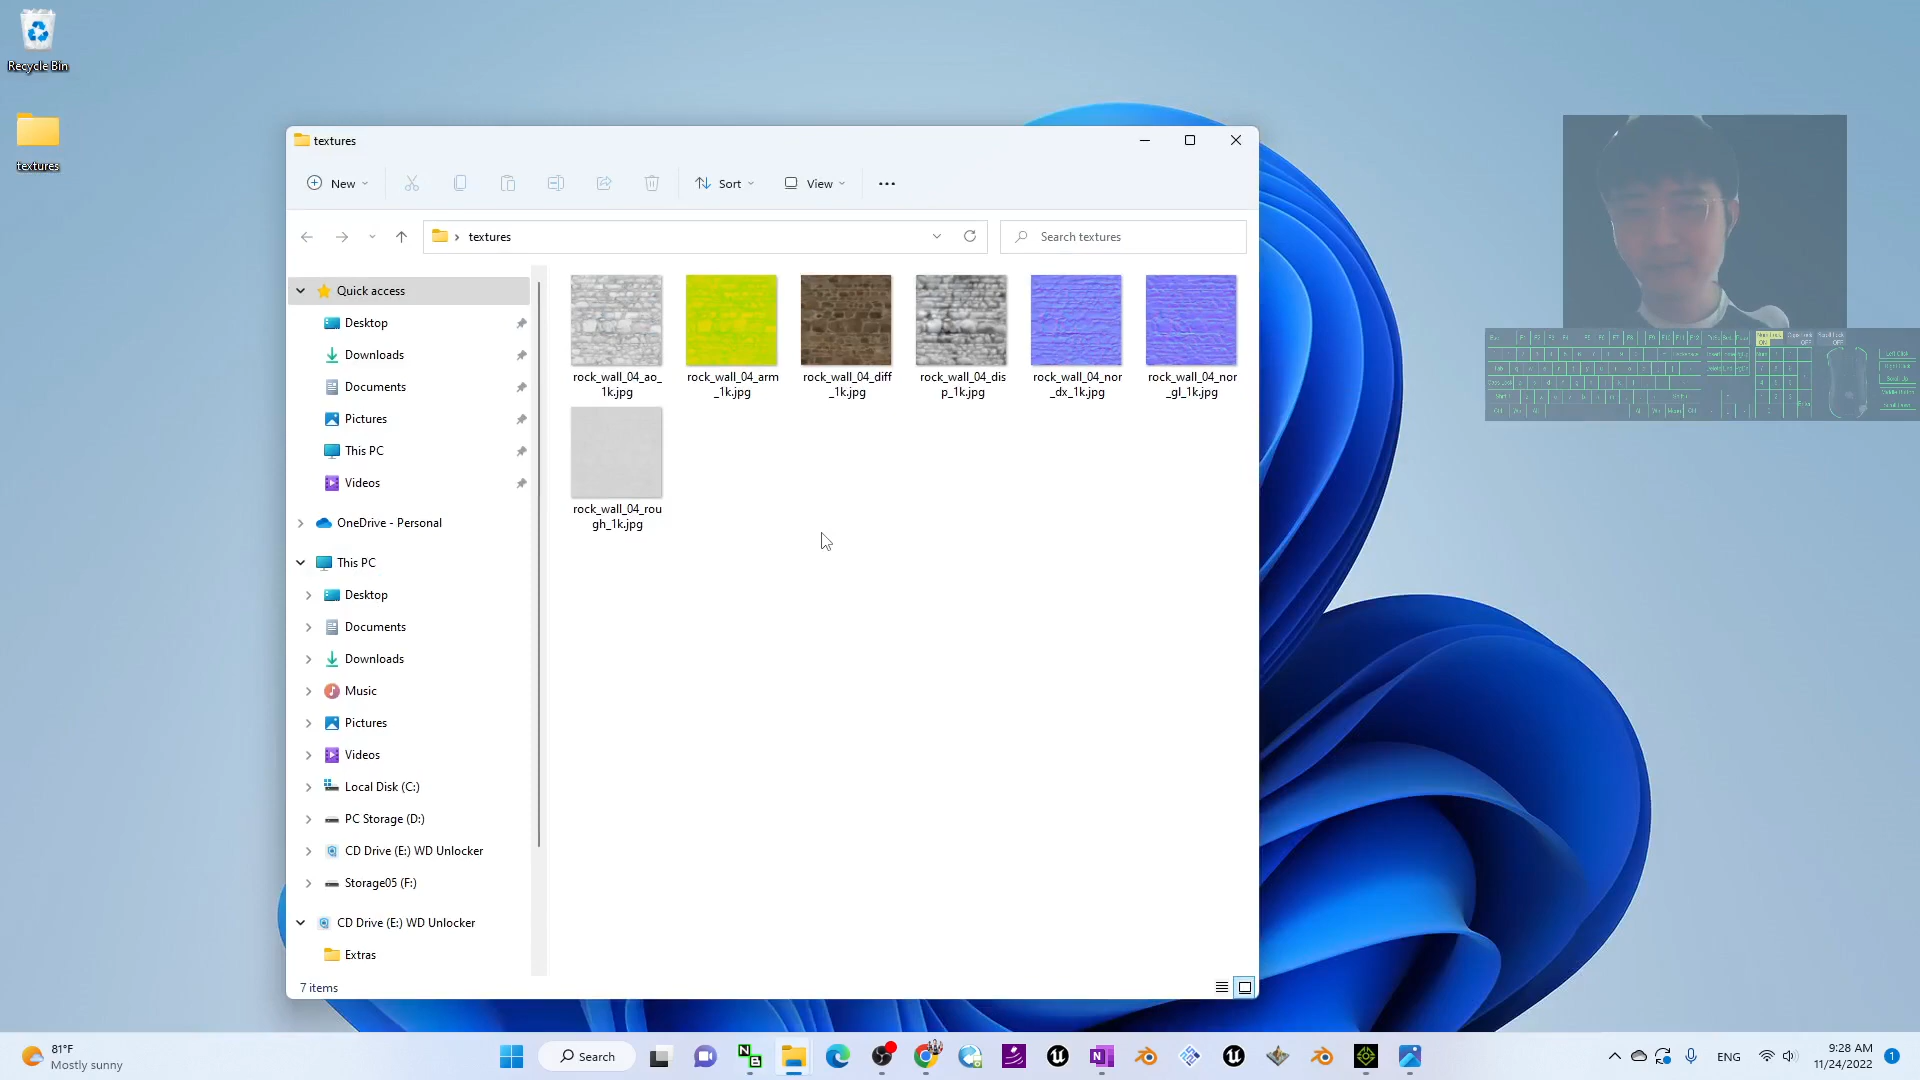 Recycle Bin
textures
textures
New
Sort
View
textures
Search textures
Quick access
Desktop
Downloads
Documents
Pictures
This PC
Videos
OneDrive - Personal
This PC
Desktop
Documents
Downloads
Music
Pictures
Videos
Local Disk (C:)
PC Storage (D:)
CD Drive (E:) WD Unlocker
Storage05 (F:)
CD Drive (E:) WD Unlocker
Extras
rock_wall_04_ao_
1k.jpg
rock_wall_04_arm
_1k.jpg
rock_wall_04_diff
_1k.jpg
rock_wall_04_dis
p_1k.jpg
rock_wall_04_nor
_dx_1k.jpg
rock_wall_04_nor
_gl_1k.jpg
rock_wall_04_rou
gh_1k.jpg
7 items
81°F
Mostly sunny
Search
ENG
9:28 AM
11/24/2022
1